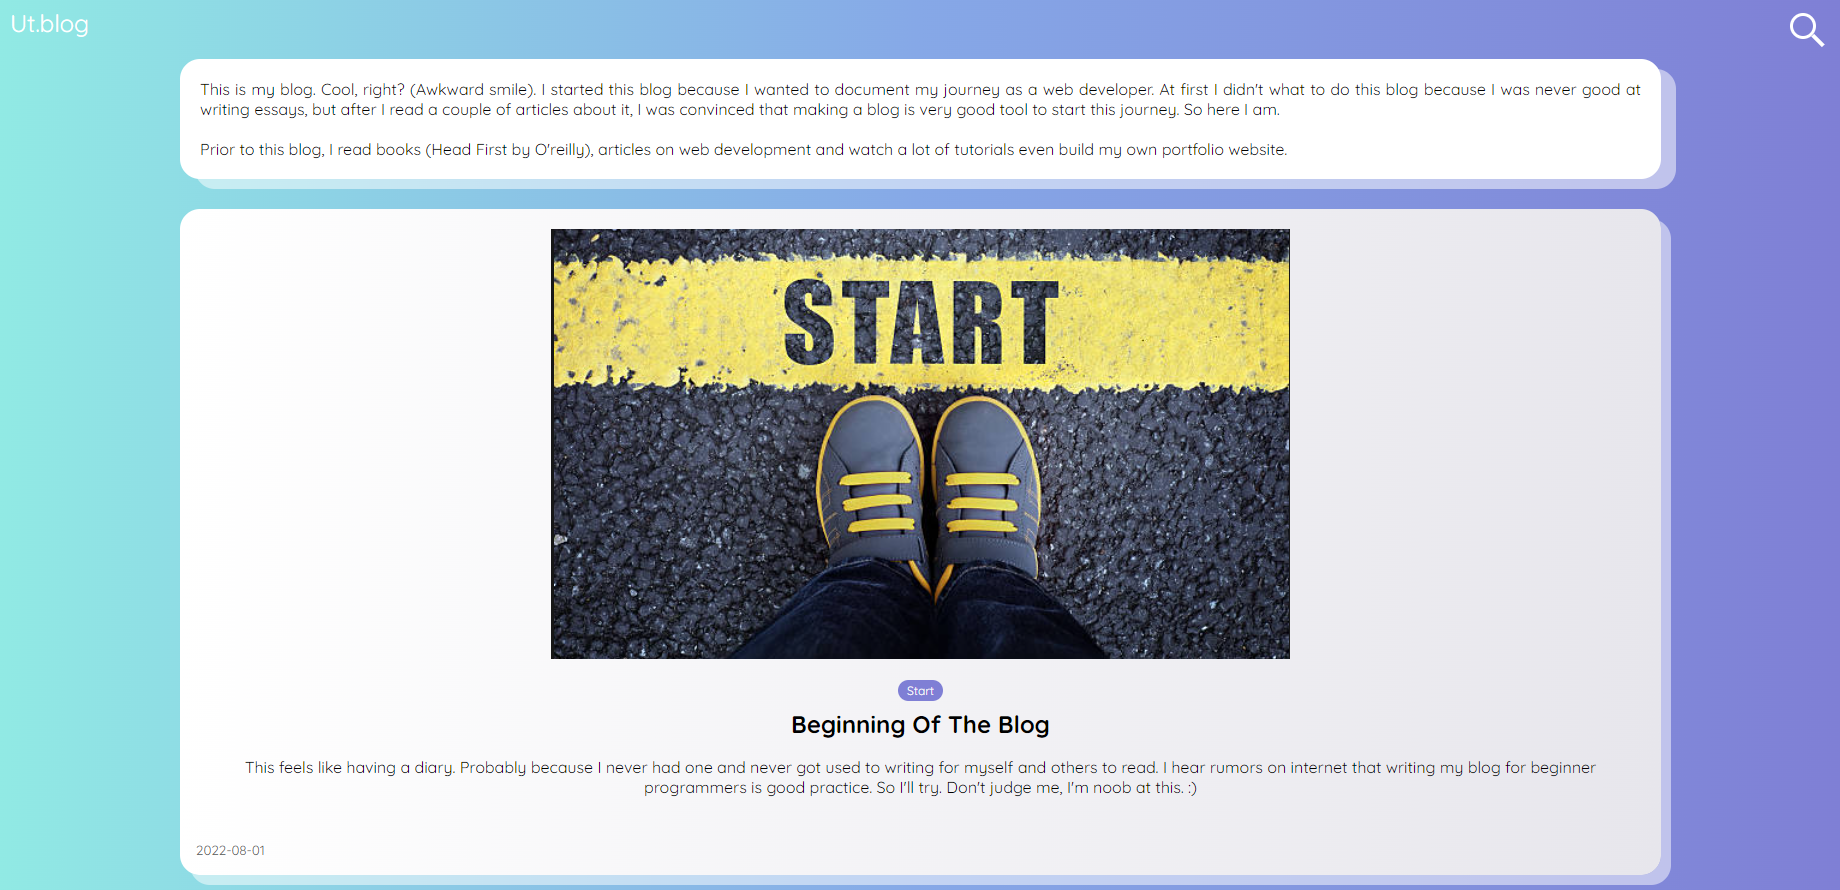 Ut.blog
This is my blog. Cool, right? (Awkward smile). I started this blog because I wanted to document my journey as a web developer. At first I didn't what to do this blog because I was never good at
writing essays, but after I read a couple of articles about it, I was convinced that making a blog is very good tool to start this journey. So here I am.
Prior to this blog, I read books (Head First by O'reilly), articles on web development and watch a lot of tutorials even build my own portfolio website.
START
Start
Beginning Of The Blog
This feels like having a diary. Probably because I never had one and never got used to writing for myself and others to read. I hear rumors on internet that writing my blog for beginner
programmers is good practice. So I'll try. Don't judge me, I'm noob at this. :)
2022-08-01